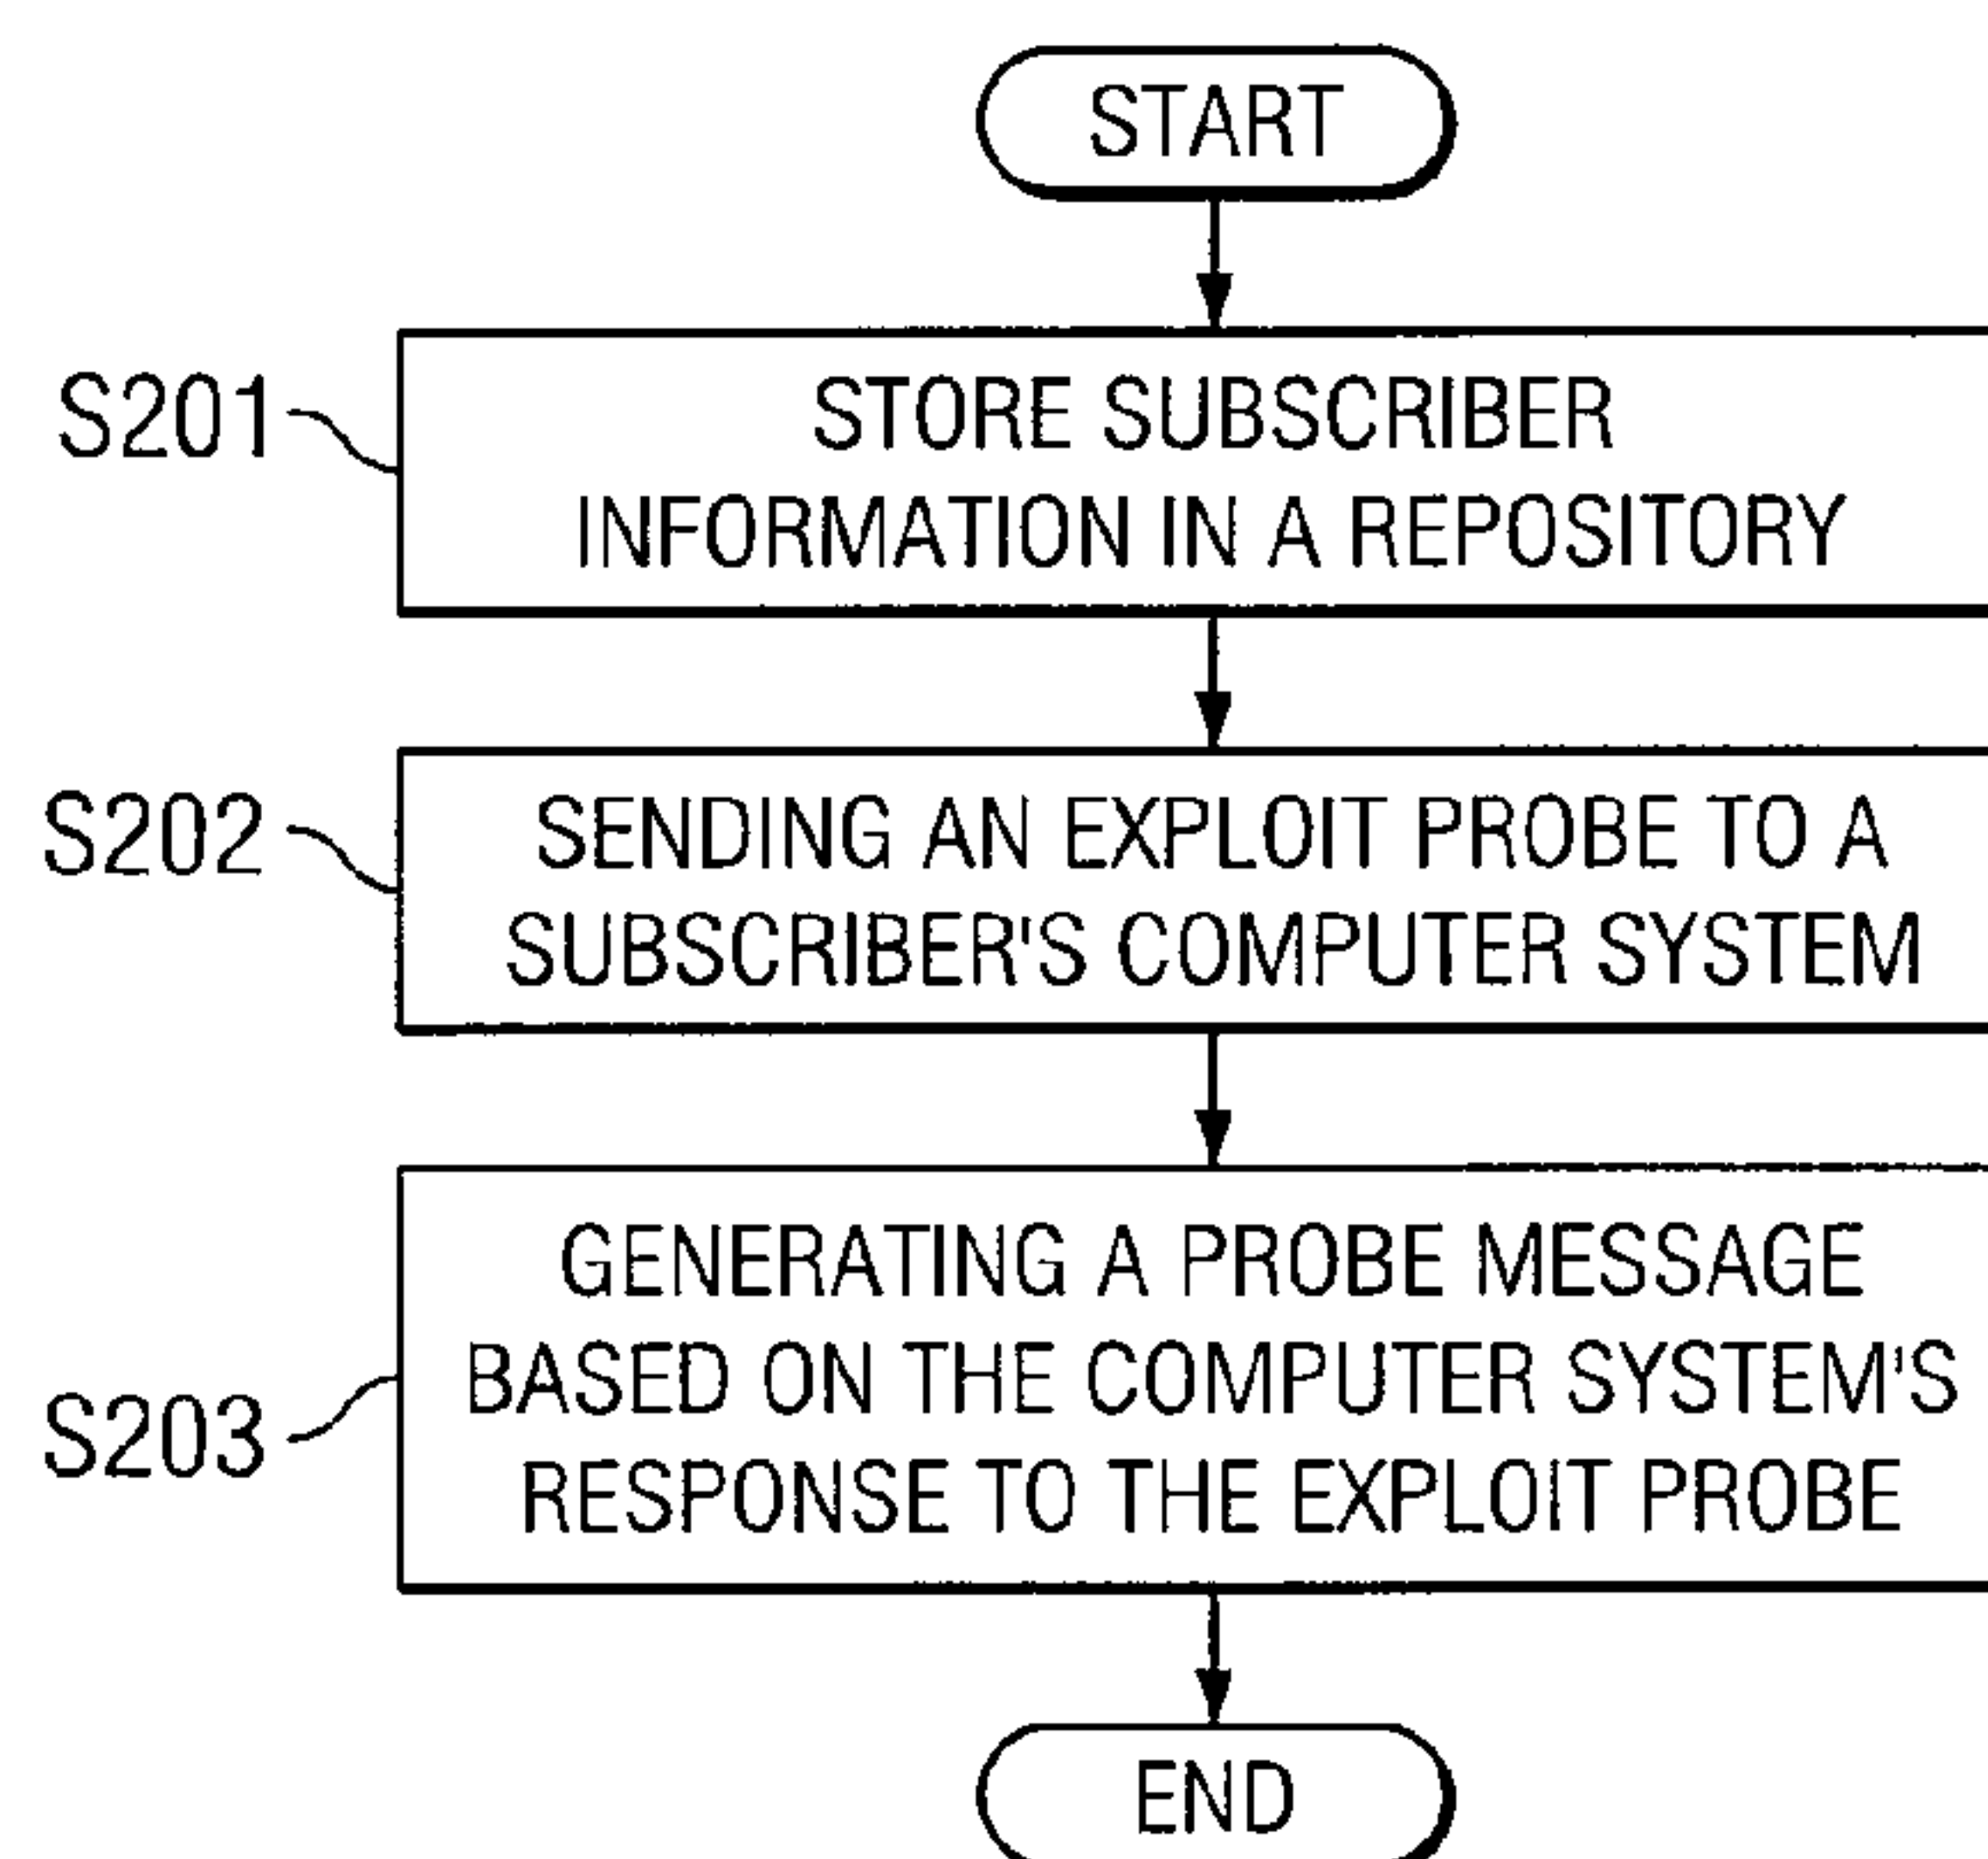 START
S201
STORE SUBSCRIBER
INFORMATION IN A REPOSITORY
S202
SENDING AN EXPLOIT PROBE TO A
SUBSCRIBER'S COMPUTER SYSTEM
S203
GENERATING A PROBE MESSAGE
BASED ON THE COMPUTER SYSTEM'S
RESPONSE TO THE EXPLOIT PROBE
END